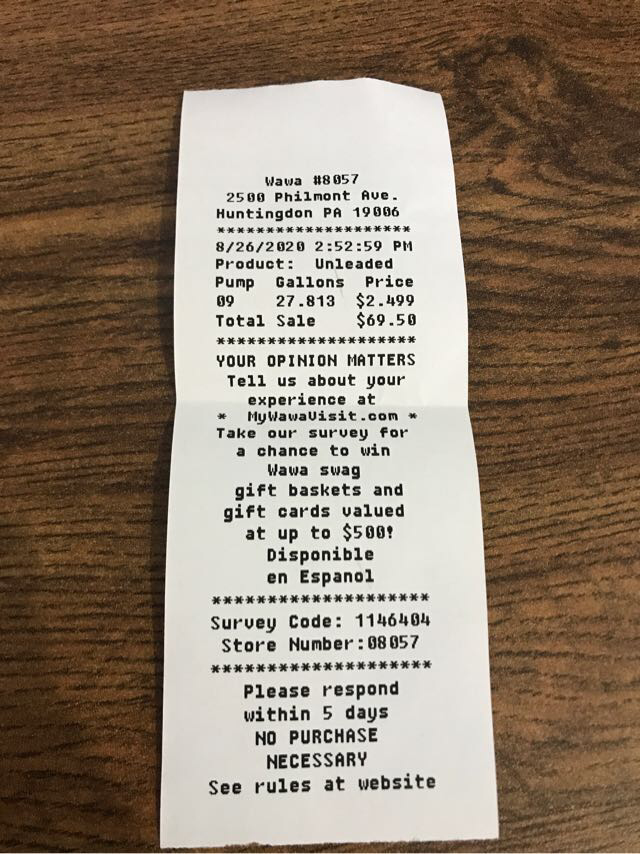 Wawa #8057
2500 Philmont Ave.
Huntingdon PA 19006
********************
8/26/2020 2:52:59 PM
Product: Unleaded
Pump Gallons Price
09 27.813 $2.499
Total Sale $69.50
********************
YOUR OPINION MATTERS
Tell us about your
experience at
* MyWawaVisit.com *
Take our survey for
a chance to win
Wawa swag
gift baskets and
gift cards valued
at up to $500!
Disponible
en Espanol
********************
Survey Code: 1146404
Store Number:08057
********************
Please respond
within 5 days
NO PURCHASE
NECESSARY
See rules at website